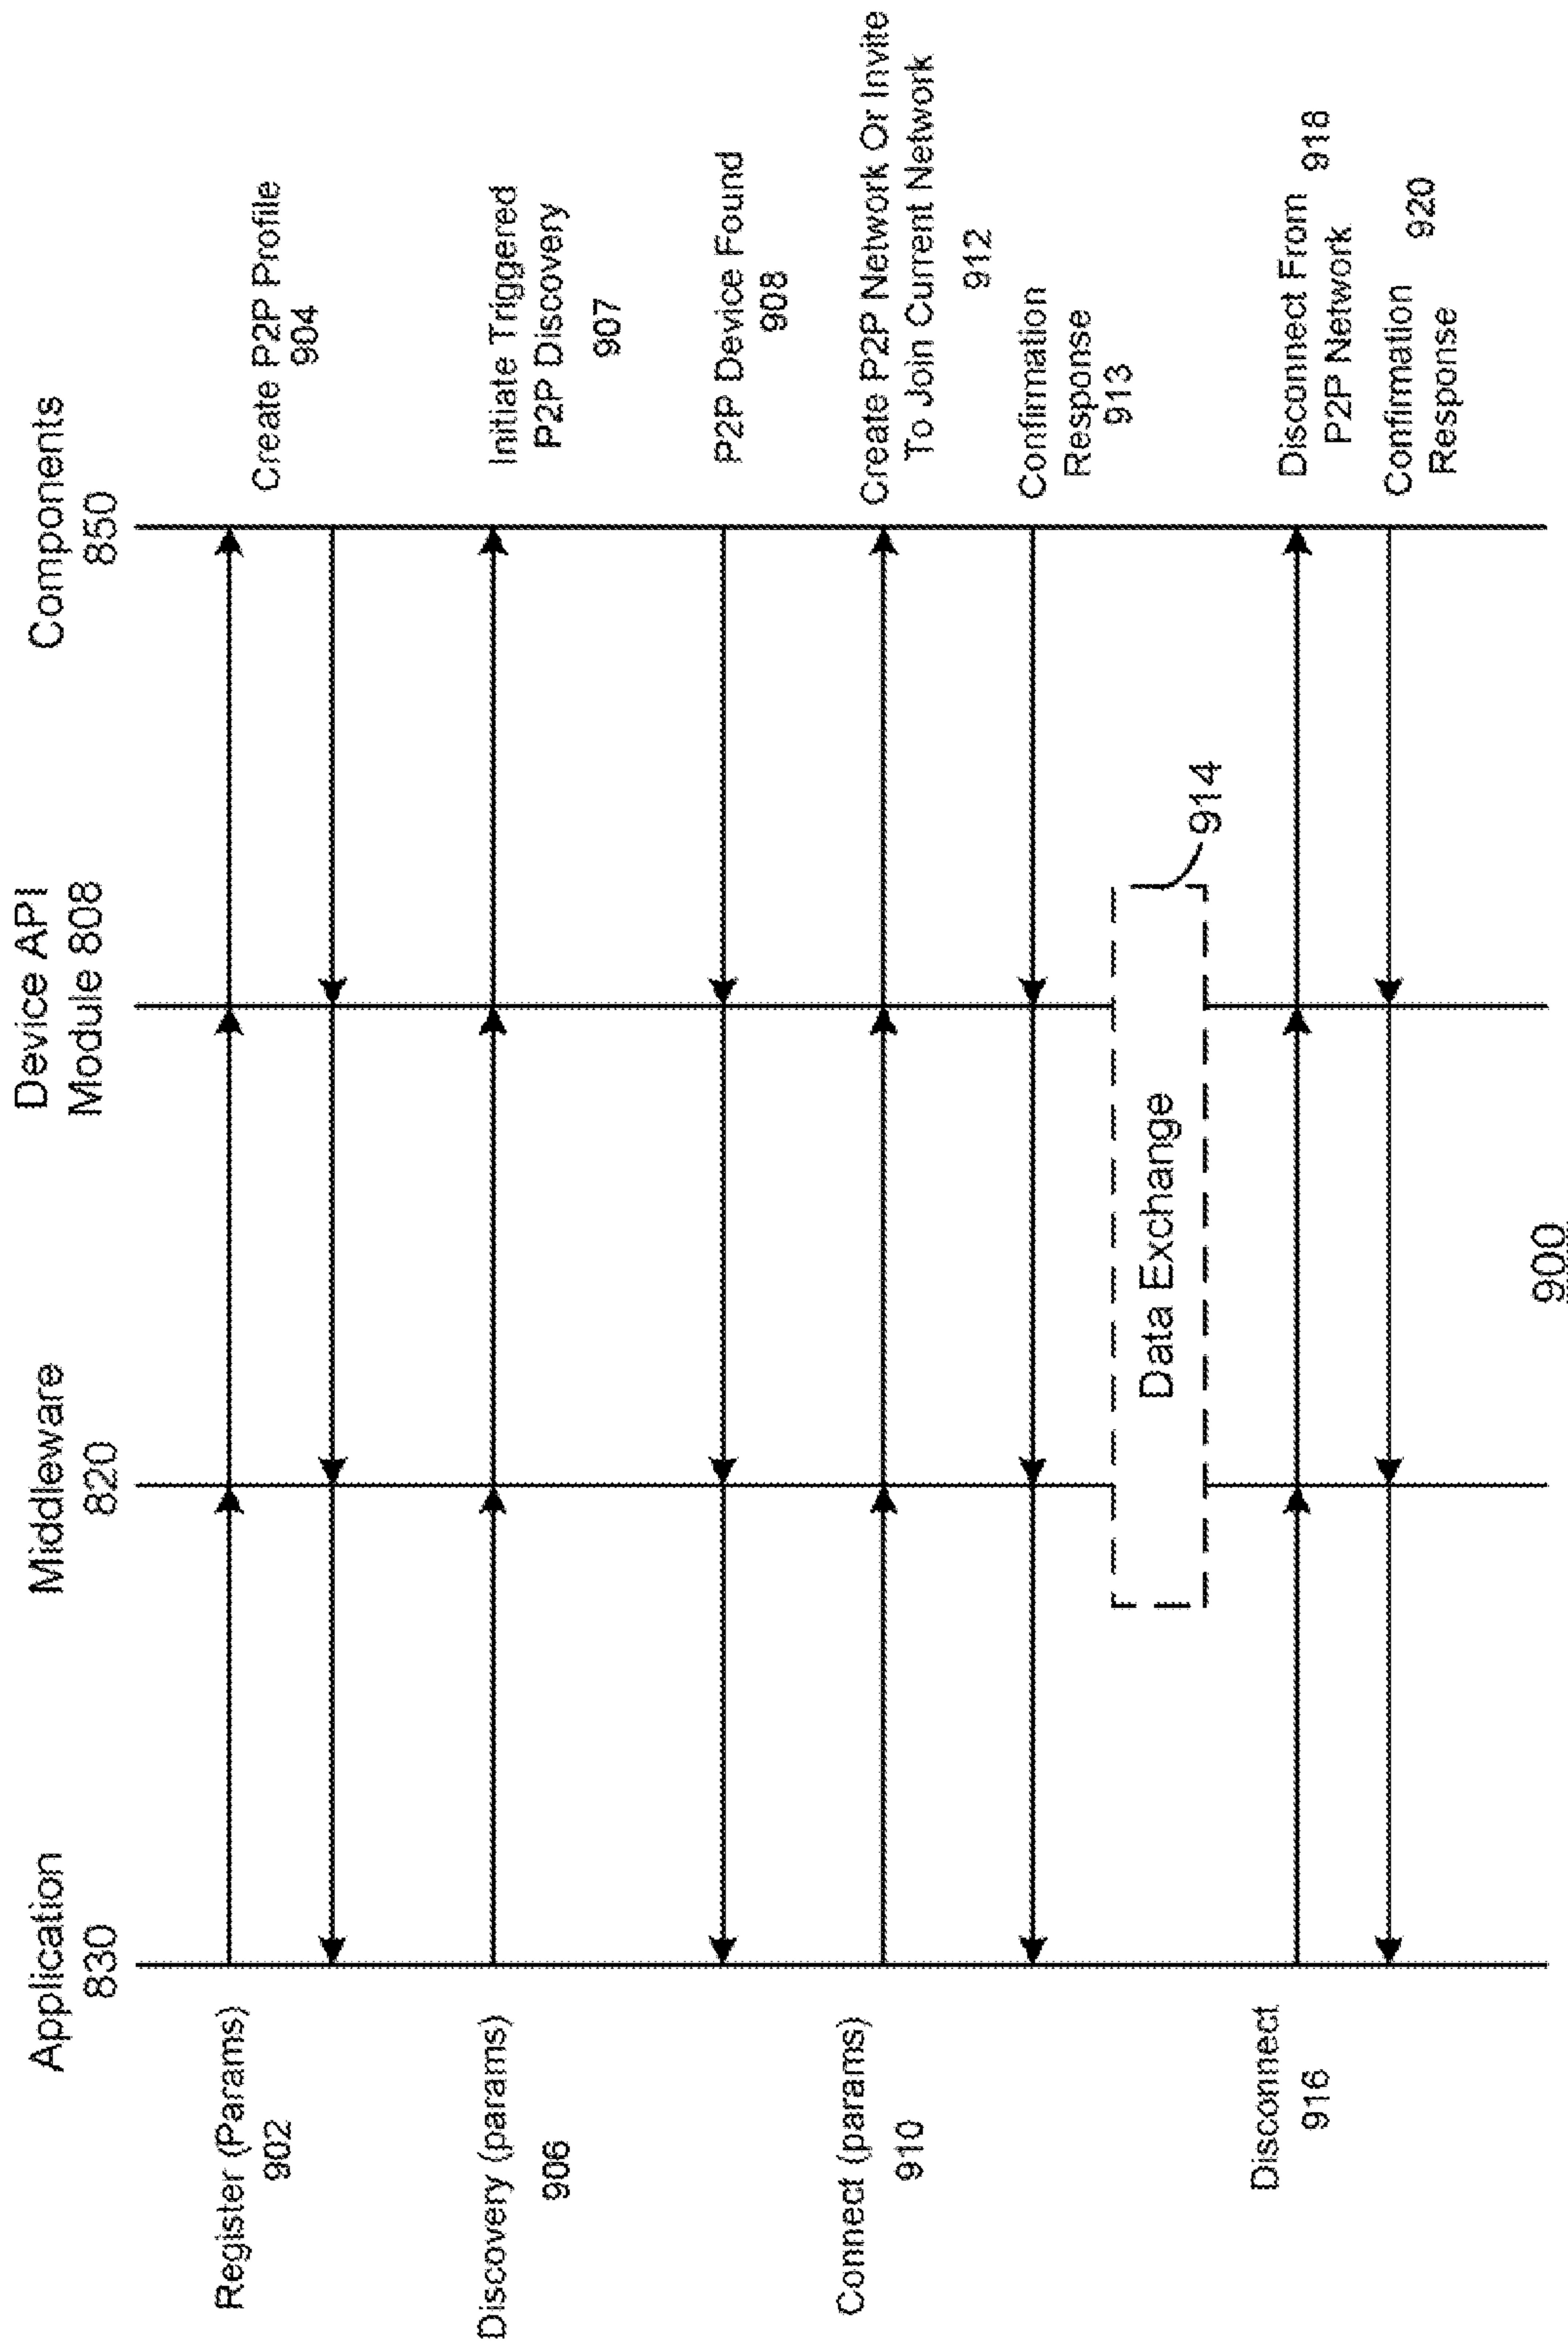 Application
830
Middleware
820
Device API
Module 808
Components
850
Register (Params)
902
Create P2P Profile
904
Discovery (params)
906
Initiate Triggered
P2P Discovery
907
P2P Device Found
908
Connect (params)
910
Create P2P Network Or Invite
To Join Current Network
912
Confirmation
Response
913
Data Exchange
914
Disconnect
916
Disconnect From
P2P Network
918
Confirmation
Response
920
900